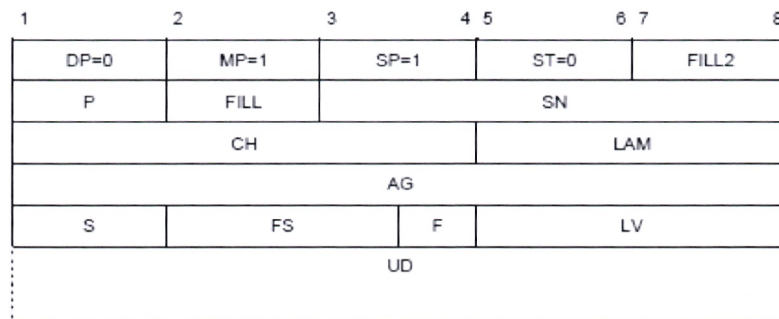 1 2 3 4 5 6 7 8
DP=0 MP=1 SP=1 ST=0 FILL2
P FILL SN
CH LAM
AG
S FS F LV
UD